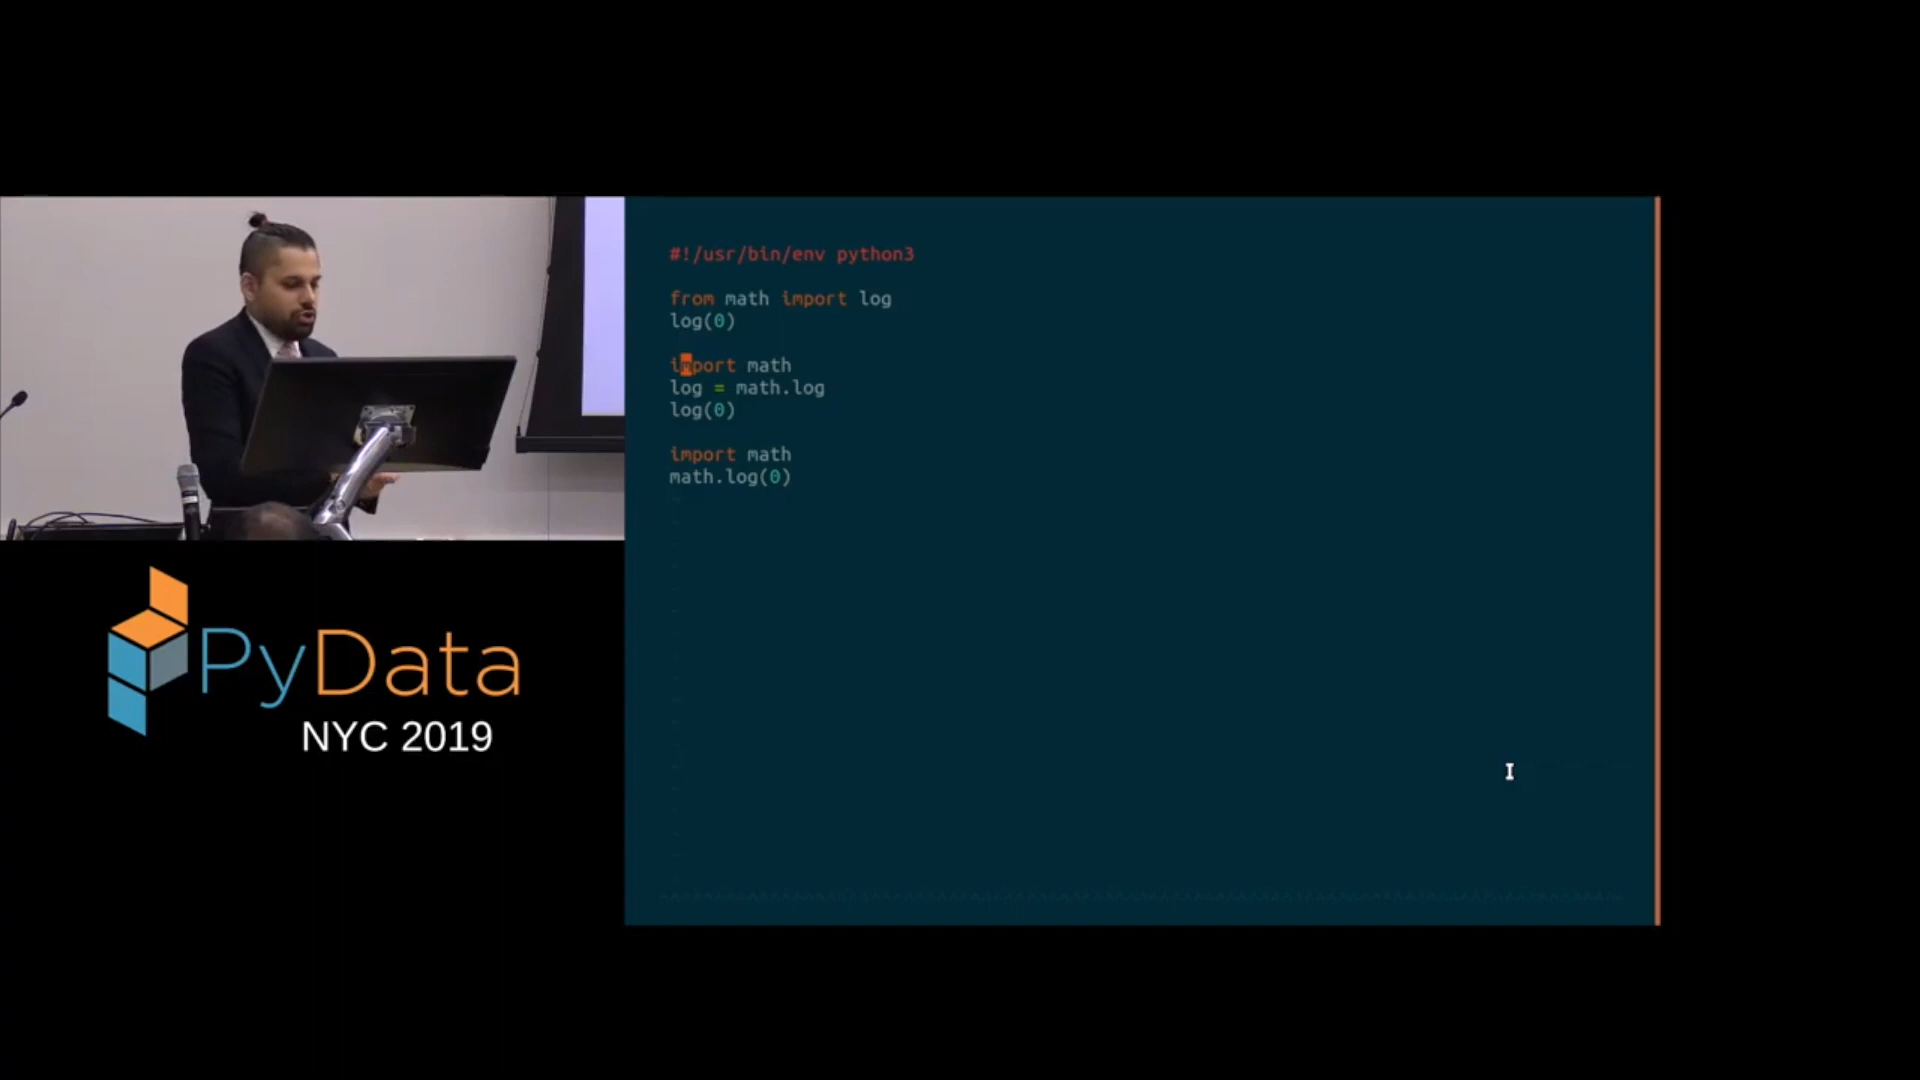 #!/usr/bin/env python3
from math import log
log(0)
import math
log = math.log
log(0)
import math
math.log(0)
PyData
NYC 2019